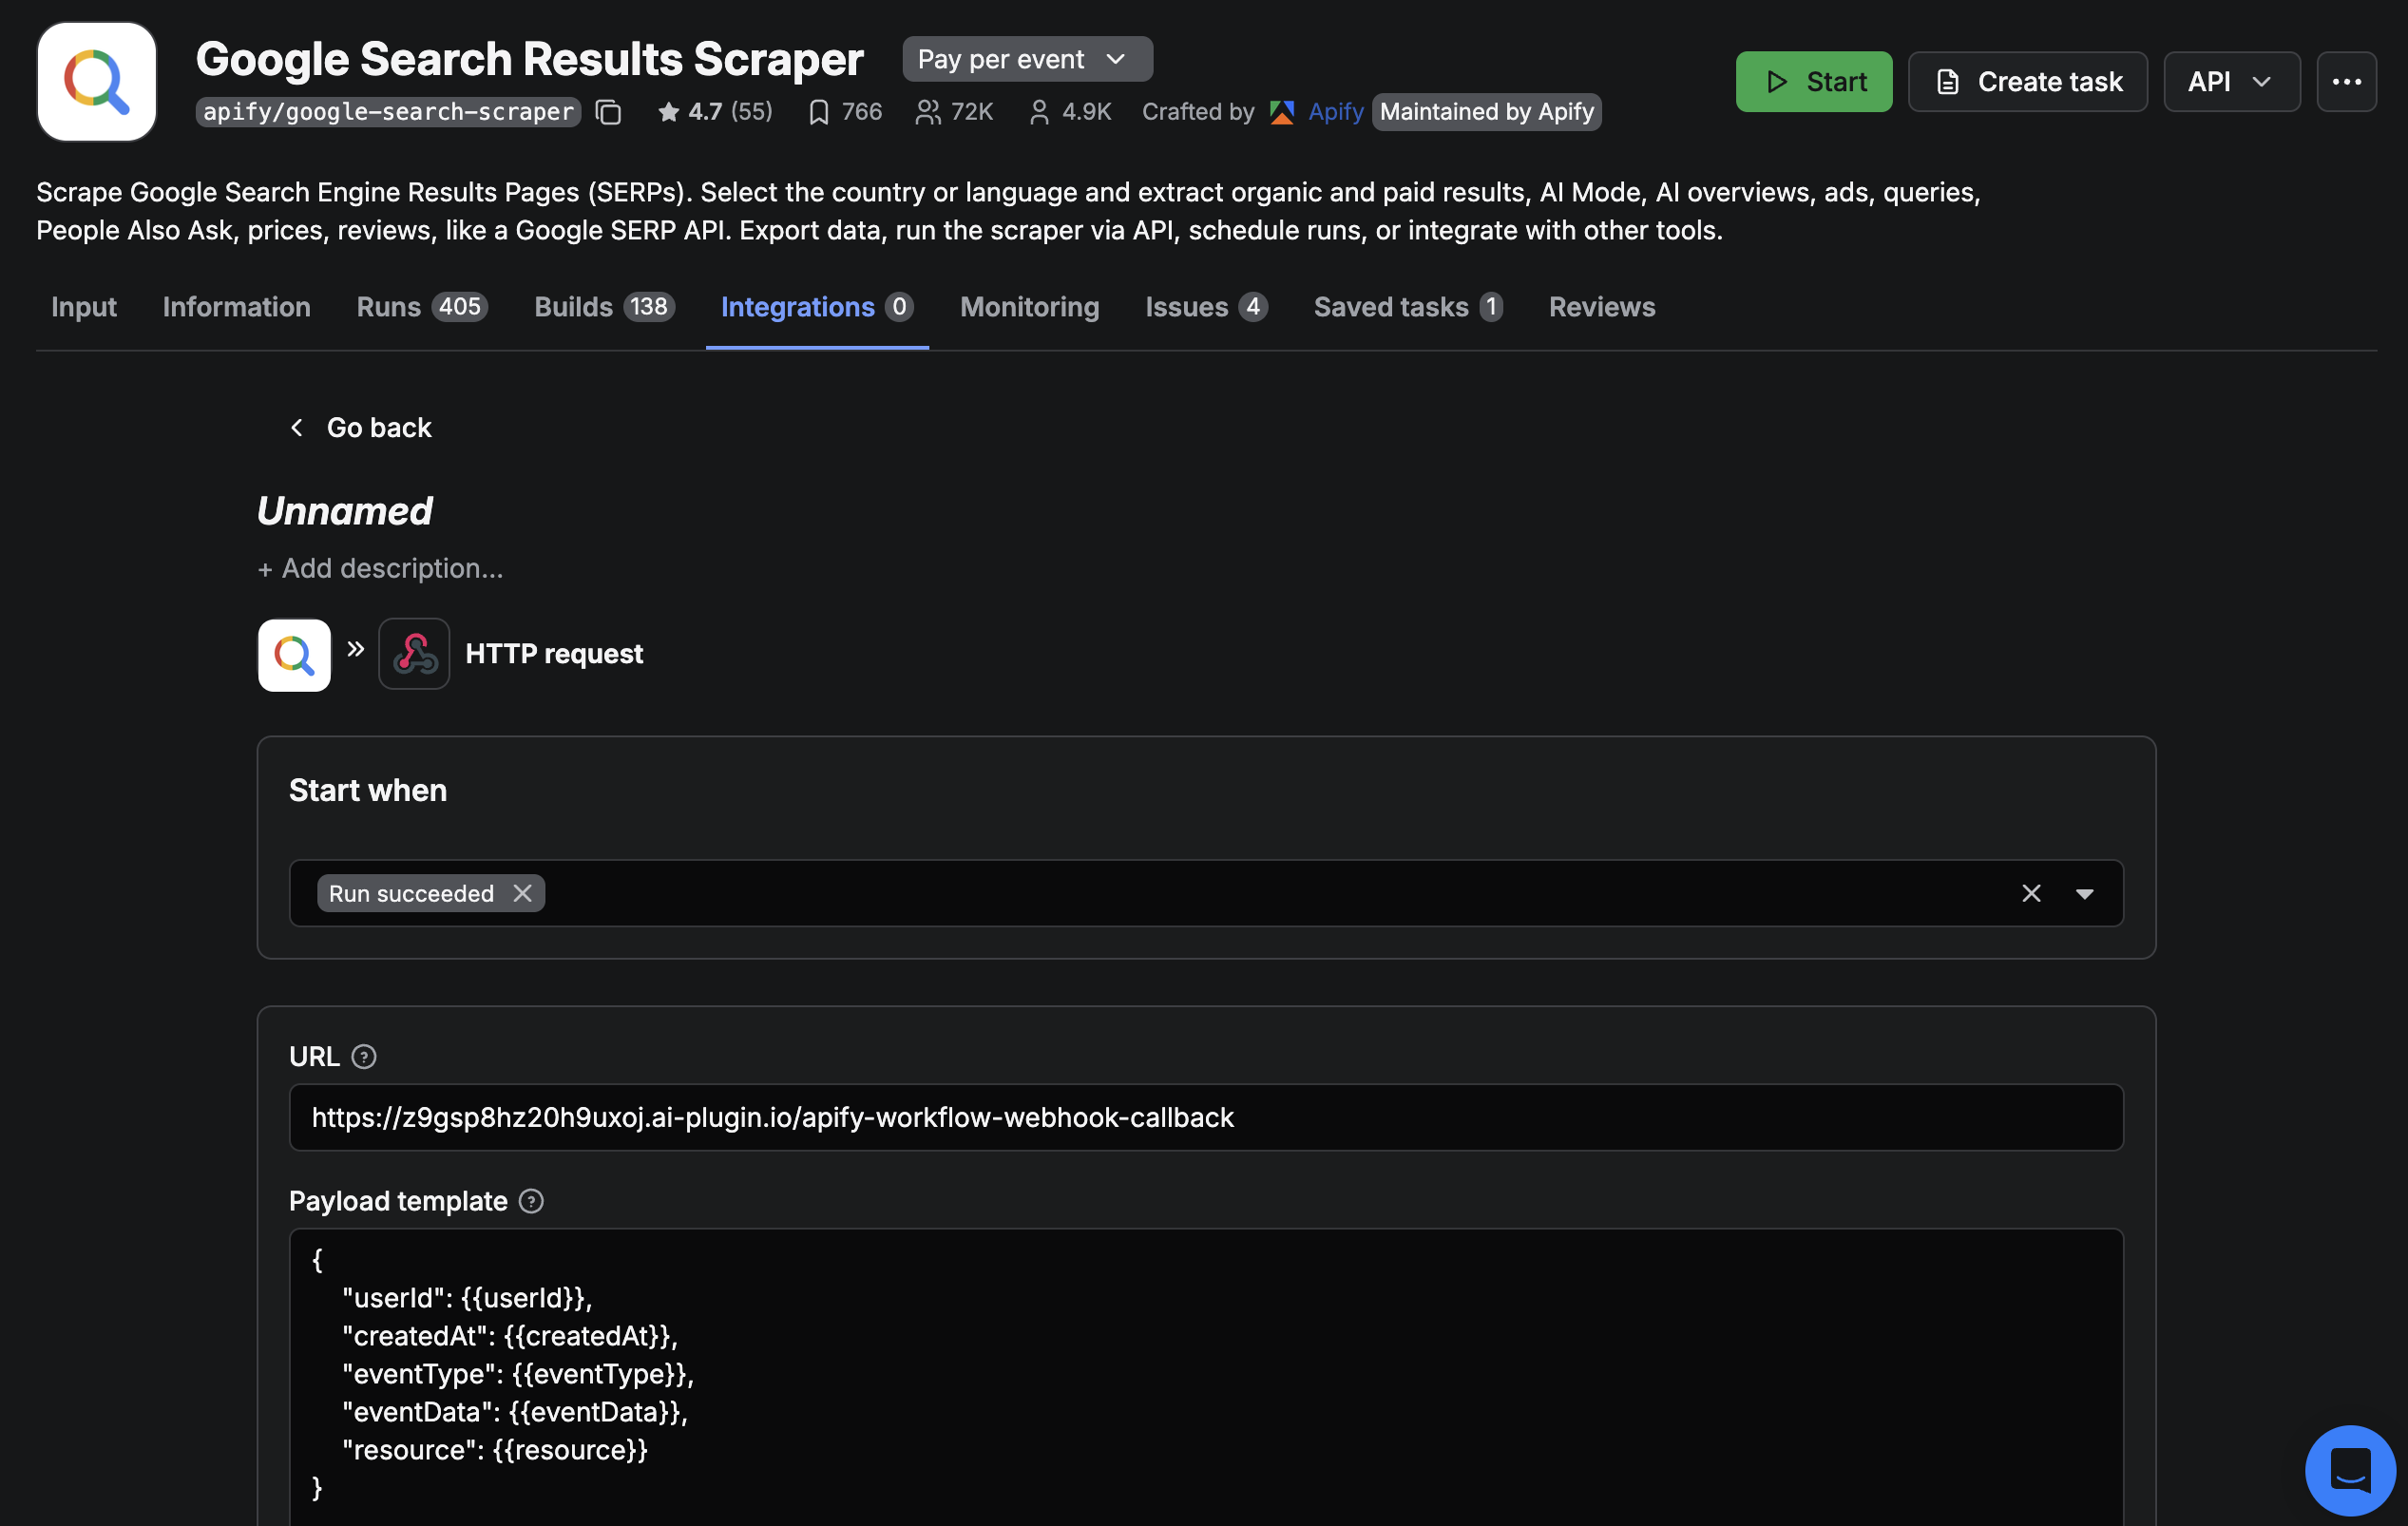 Google Search Results Scraper Pay per event
Start Create task API
apify/google-search-scraper 4.7 (55) 766 72K 4.9K Crafted by Apify Maintained by Apify
Scrape Google Search Engine Results Pages (SERPs). Select the country or language and extract organic and paid results, AI Mode, AI overviews, ads, queries,
People Also Ask, prices, reviews, like a Google SERP API. Export data, run the scraper via API, schedule runs, or integrate with other tools.
Input Information Runs 405 Builds 138 Integrations 0 Monitoring Issues 4 Saved tasks 1 Reviews
Go back
Unnamed
+ Add description...
HTTP request
Start when
Run succeeded
URL
https://z9gsp8hz20h9uxoj.ai-plugin.io/apify-workflow-webhook-callback
Payload template
{
"userId": {{userId}},
"createdAt": {{createdAt}},
"eventType": {{eventType}},
"eventData": {{eventData}},
"resource": {{resource}}
}